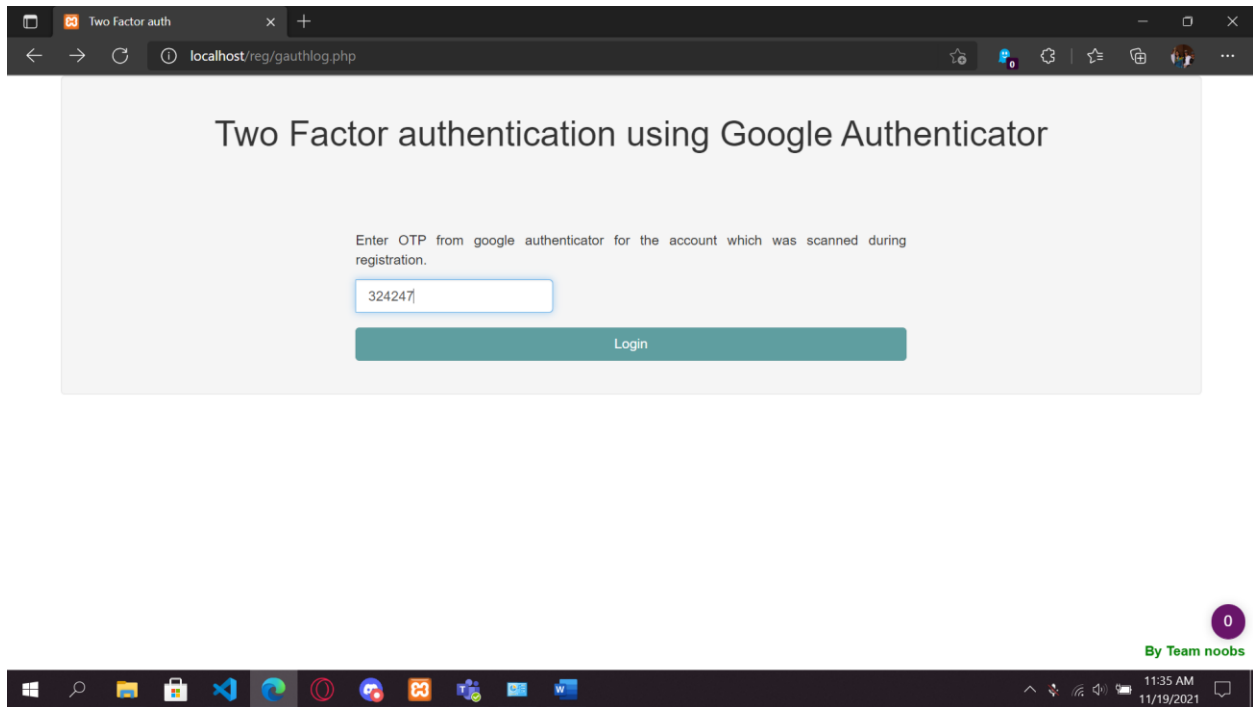 Two Factor auth
localhost/reg/gauthlog.php
0
Two Factor authentication using Google Authenticator
Enter OTP from google authenticator for the account which was scanned during
registration.
324247
Login
0
By Team noobs
11:35 AM
11/19/2021